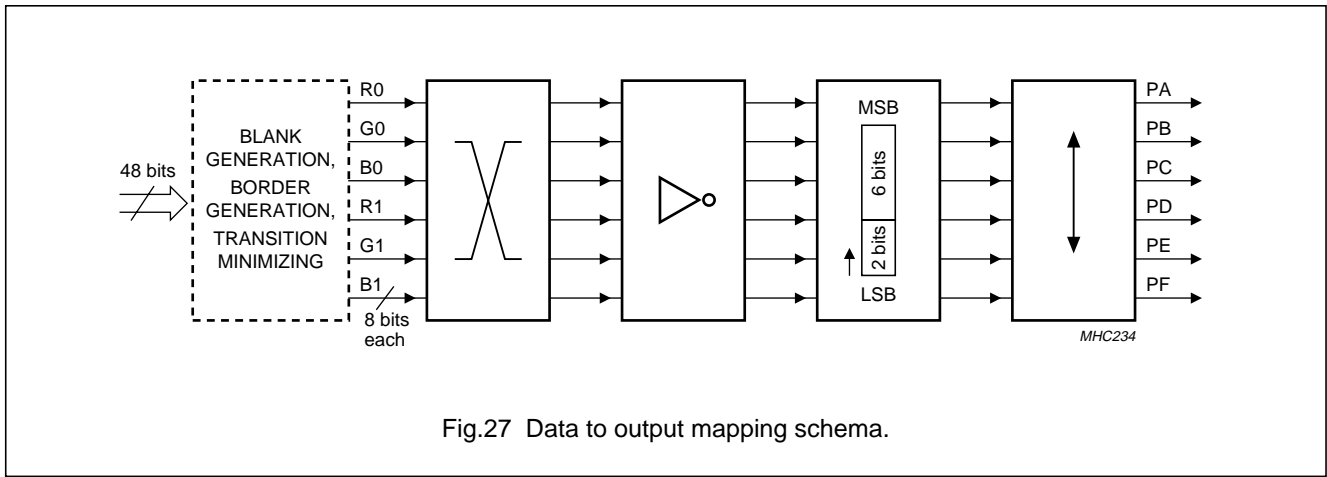 48 bits
BLANK
GENERATION,
BORDER
GENERATION,
TRANSITION
MINIMIZING
R0
G0
B0
R1
G1
B1
8 bits
each
MSB
6 bits
2 bits
LSB
PA
PB
PC
PD
PE
PF
MHC234
Fig.27 Data to output mapping schema.